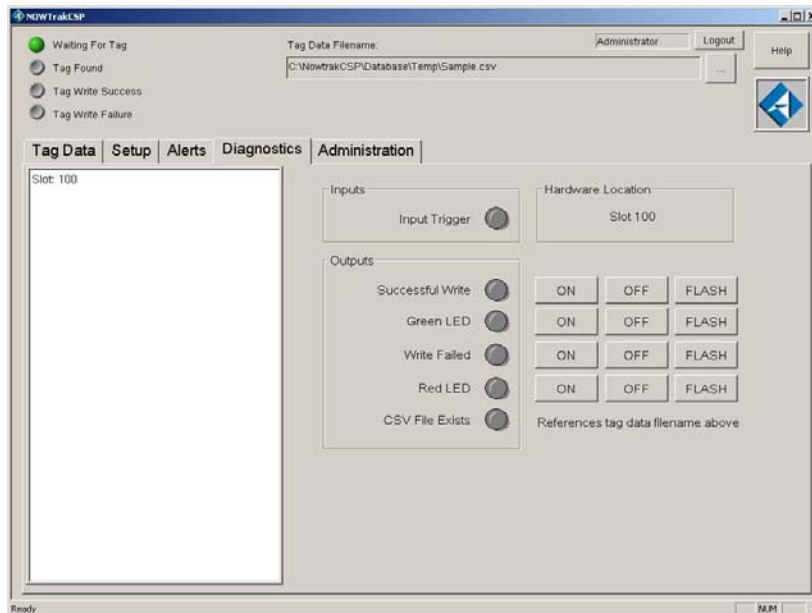 NOWTrakCSP
Waiting For Tag
Tag Found
Tag Write Success
Tag Write Failure
Tag Data Filename:
Administrator
Logout
Help
C:\NowtrakCSP\Database\Temp\Sample.csv
...
Tag Data
Setup
Alerts
Diagnostics
Administration
Slot: 100
Inputs
Input Trigger
Hardware Location
Slot 100
Outputs
Successful Write
ON OFF FLASH
Green LED
ON OFF FLASH
Write Failed
ON OFF FLASH
Red LED
ON OFF FLASH
CSV File Exists
References tag data filename above
Ready
NUM